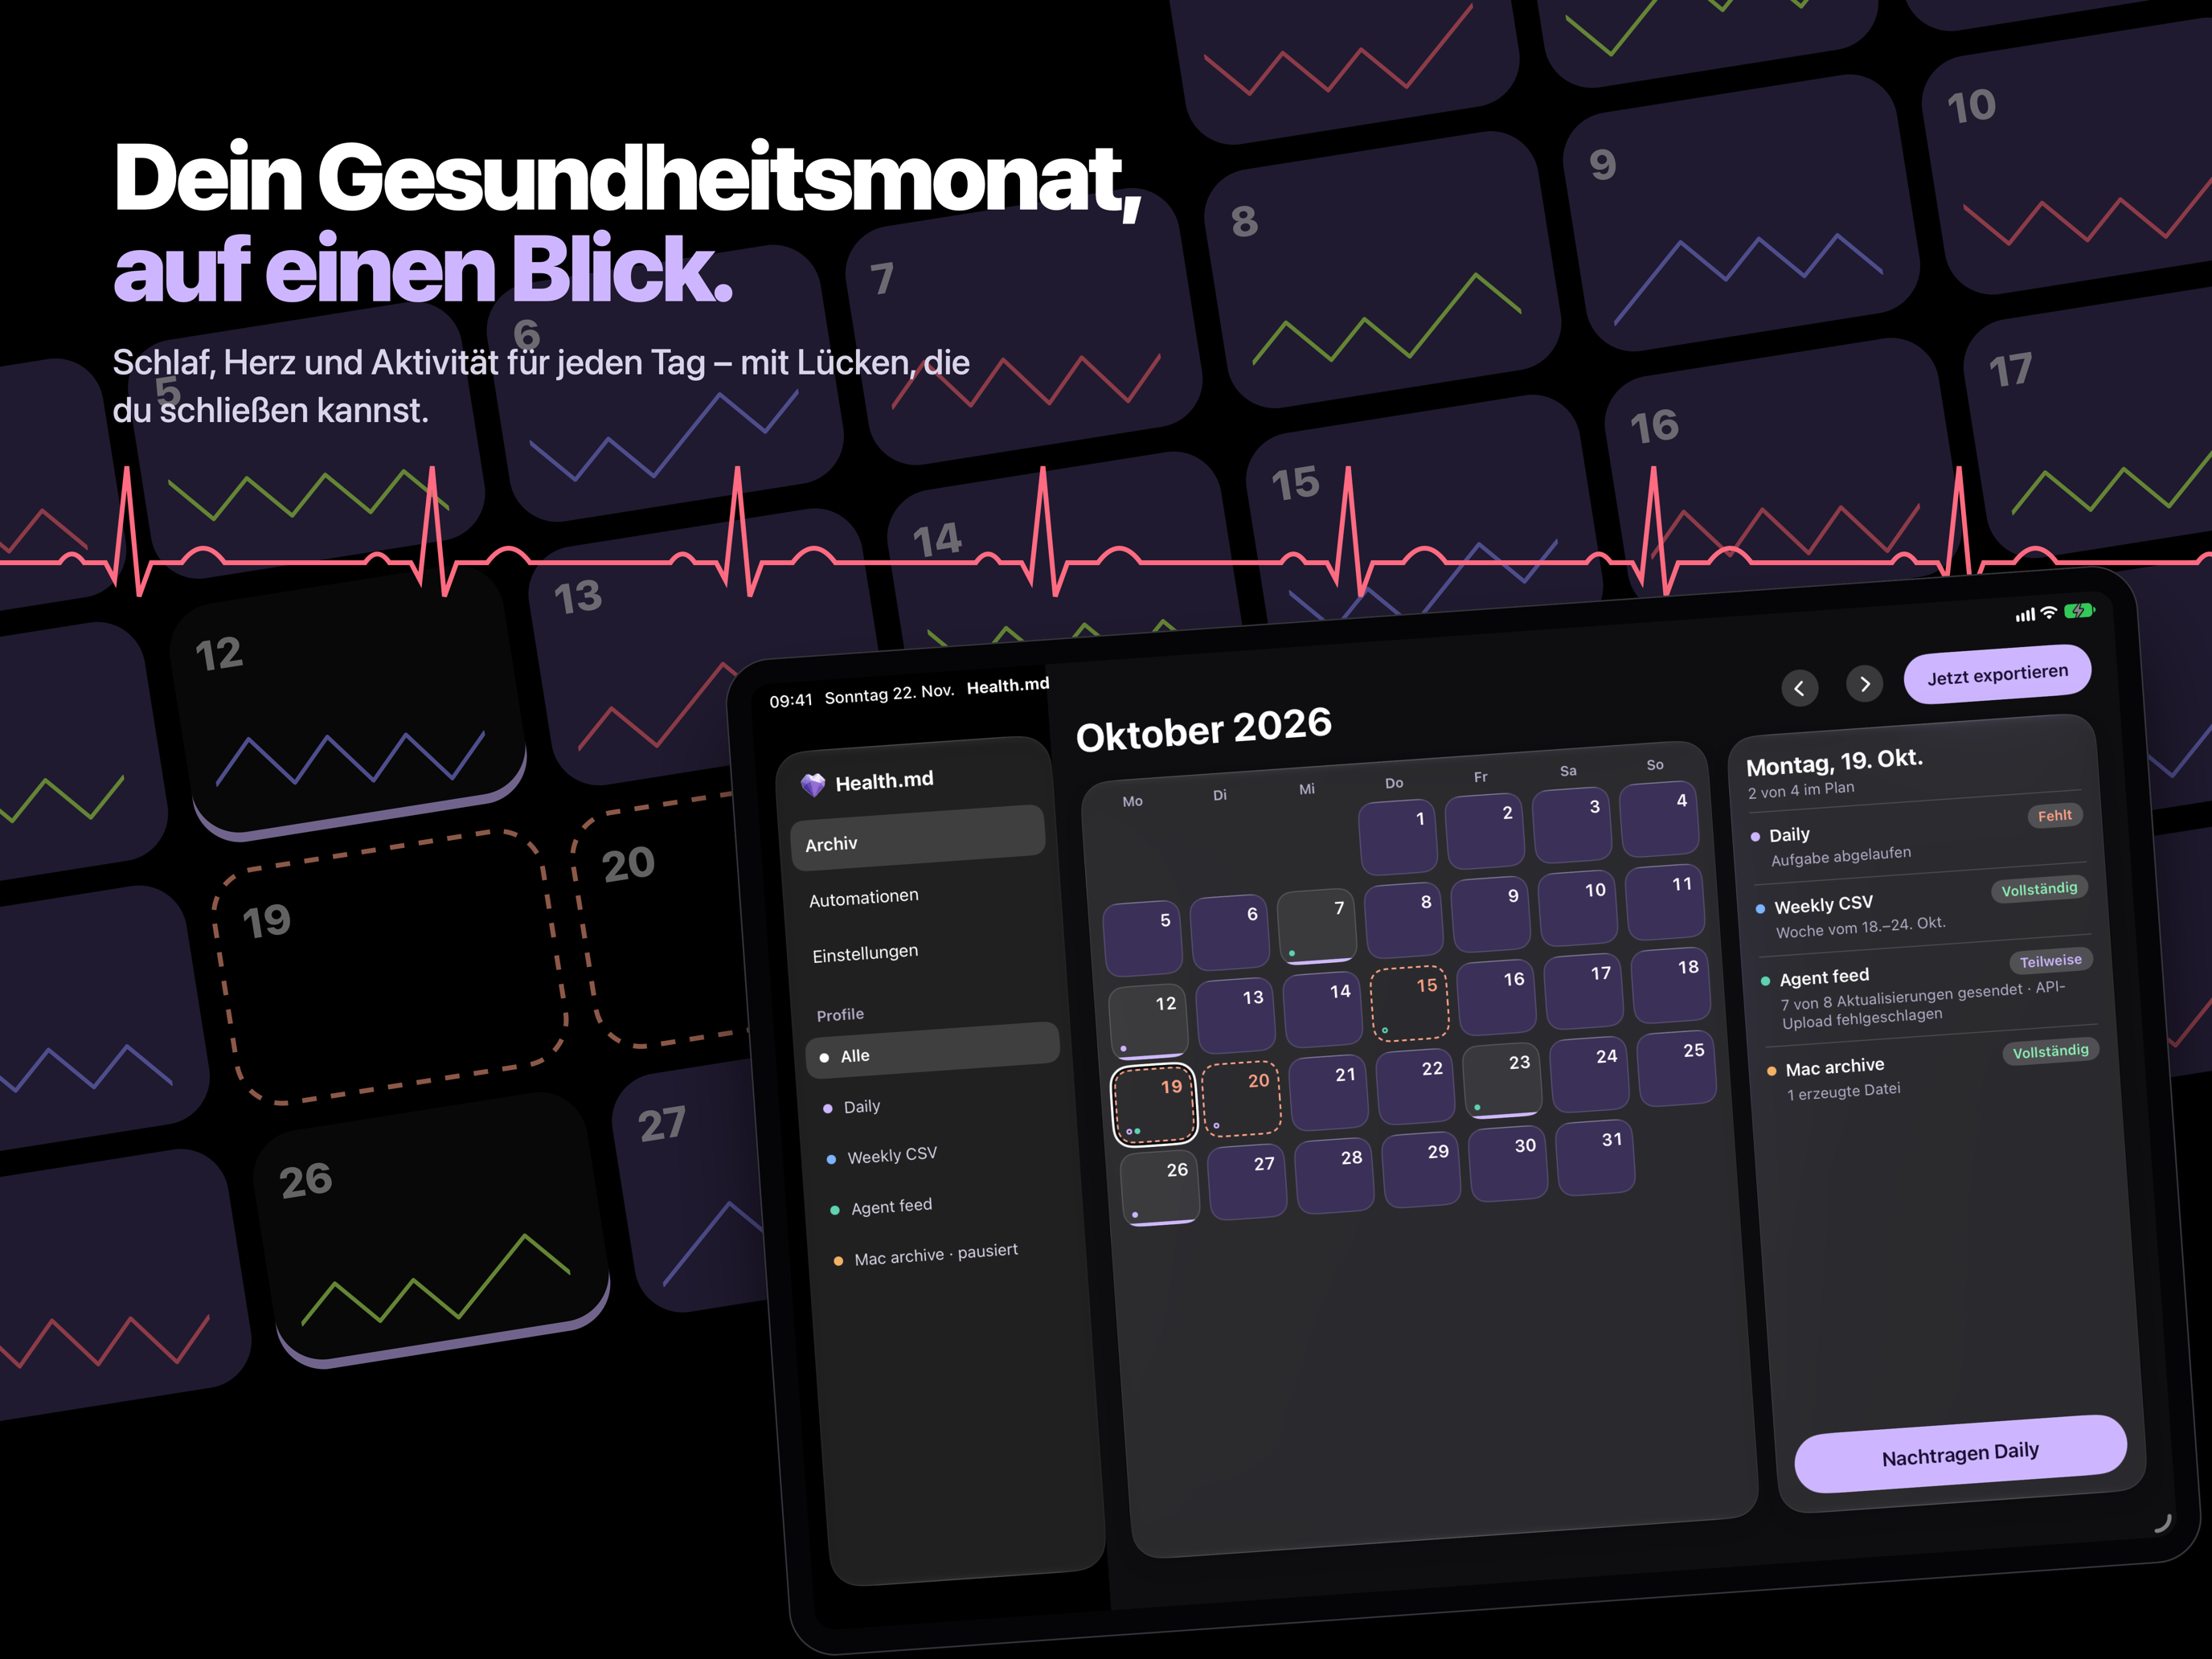 Dein Gesundheitsmonat,
auf einen Blick.
Schlaf, Herz und Aktivität für jeden Tag – mit Lücken, die
du schließen kannst.
10
9
8
7
6
5
17
16
15
14
13
12
20
19
27
26
09:41 Sonntag 22. Nov. Health.md
Health.md
Archiv
Automationen
Einstellungen
Profile
Alle
Daily
Weekly CSV
Agent feed
Mac archive · pausiert
Oktober 2026
Jetzt exportieren
Mo Di Mi Do Fr Sa So
1 2 3 4
5 6 7 8 9 10 11
12 13 14 15 16 17 18
19 20 21 22 23 24 25
26 27 28 29 30 31
Montag, 19. Okt.
2 von 4 im Plan
Daily Fehlt
Aufgabe abgelaufen
Weekly CSV Vollständig
Woche vom 18.–24. Okt.
Agent feed Teilweise
7 von 8 Aktualisierungen gesendet · API-
Upload fehlgeschlagen
Mac archive Vollständig
1 erzeugte Datei
Nachtragen Daily